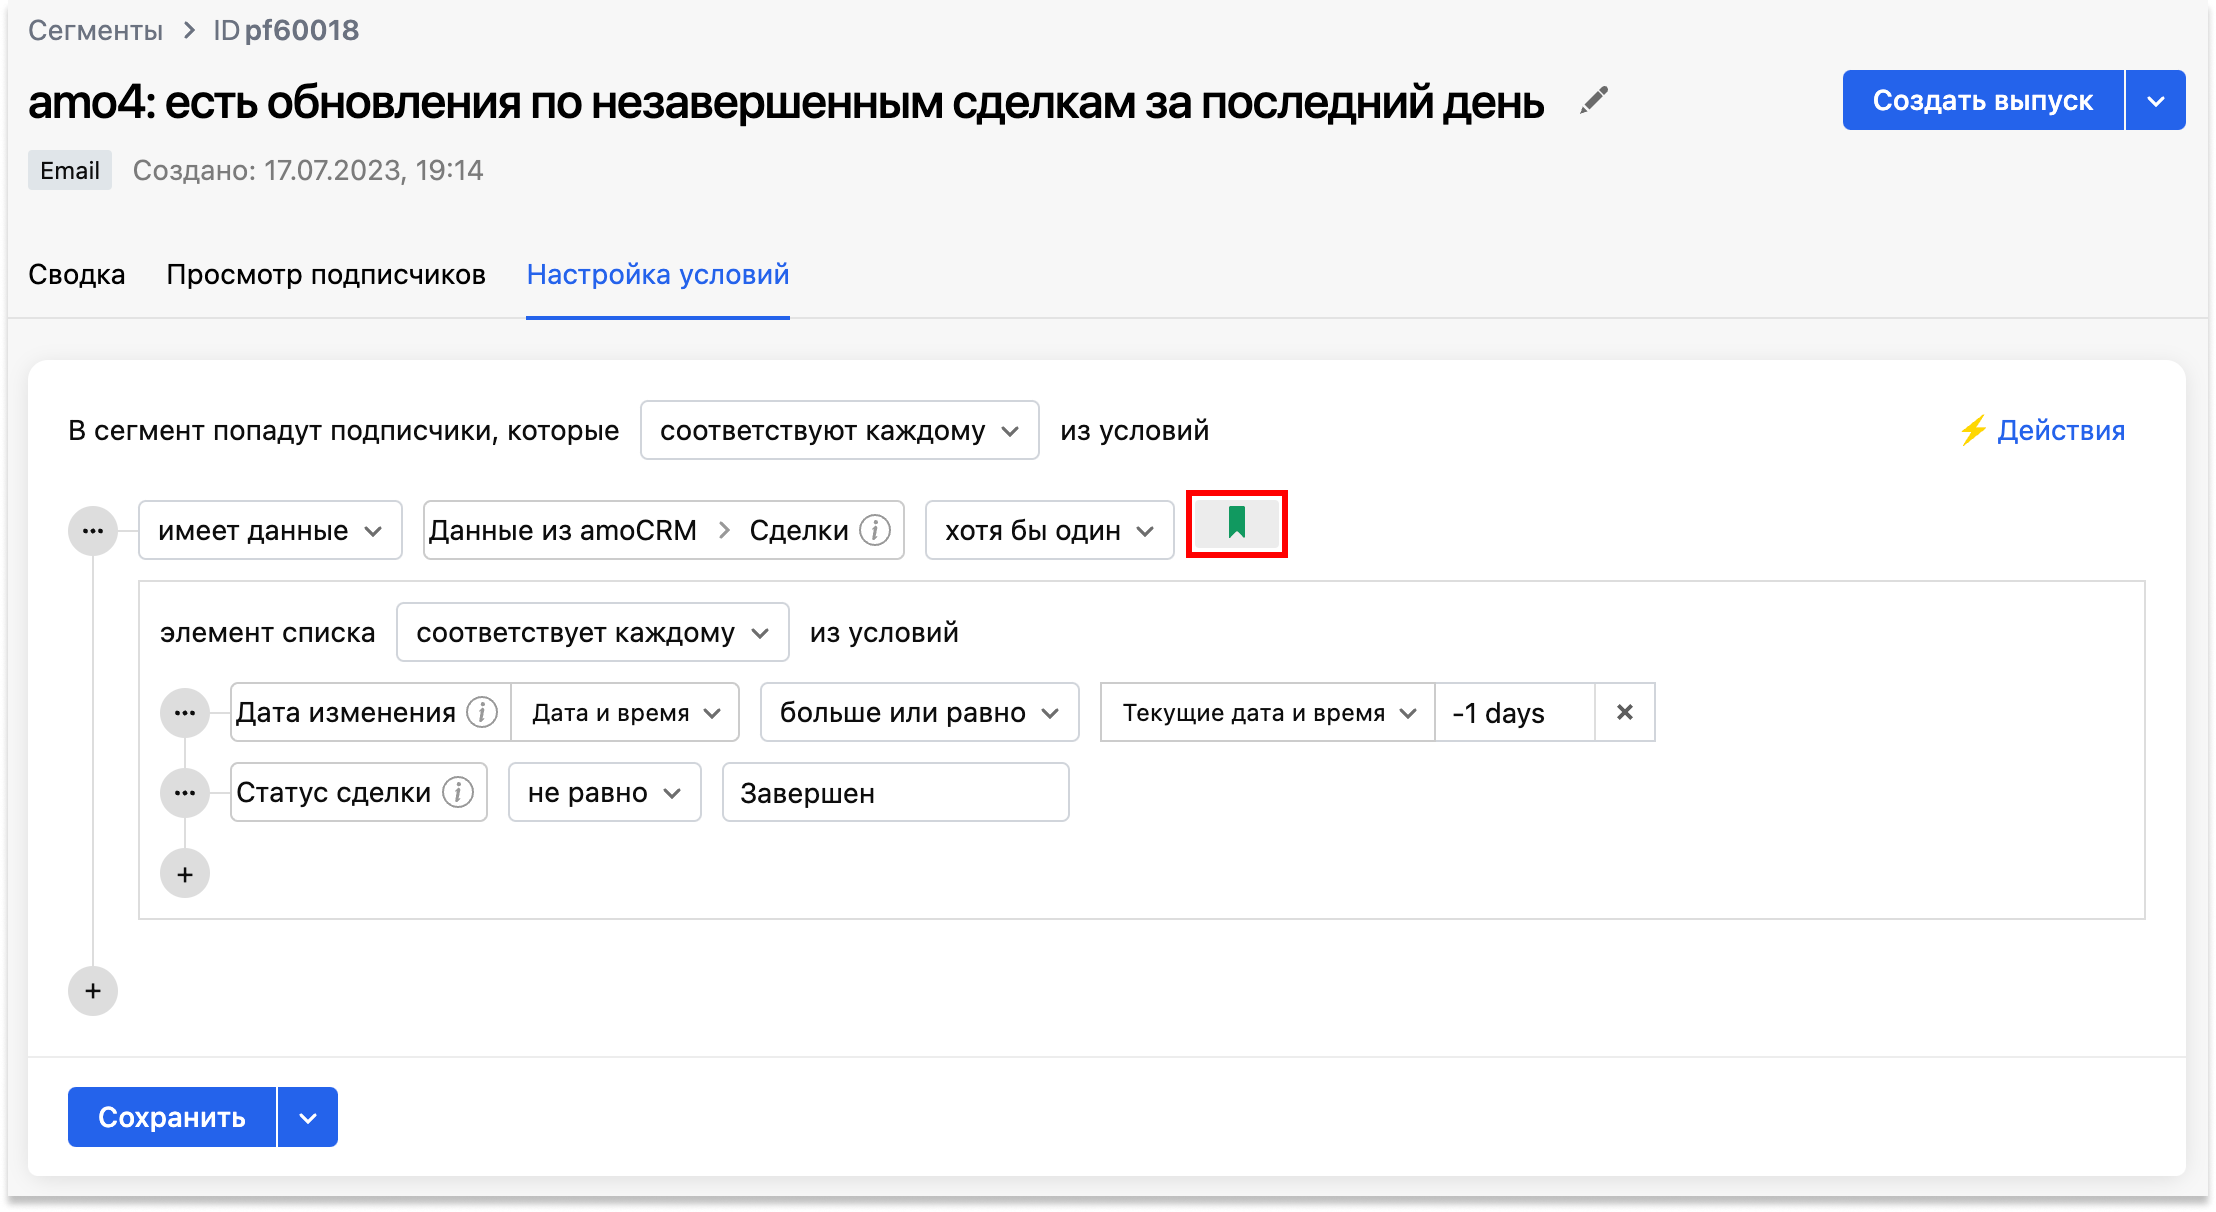 Сегменты > ID pf60018
amo4: есть обновления по незавершенным сделкам за последний день
Создать выпуск
Email Создано: 17.07.2023, 19:14
Сводка Просмотр подписчиков Настройка условий
В сегмент попадут подписчики, которые соответствуют каждому из условий
Действия
имеет данные Данные из amoCRM > Сделки i хотя бы один
элемент списка соответствует каждому из условий
Дата изменения i Дата и время больше или равно Текущие дата и время -1 days ×
Статус сделки i не равно Завершен
+
+
Сохранить